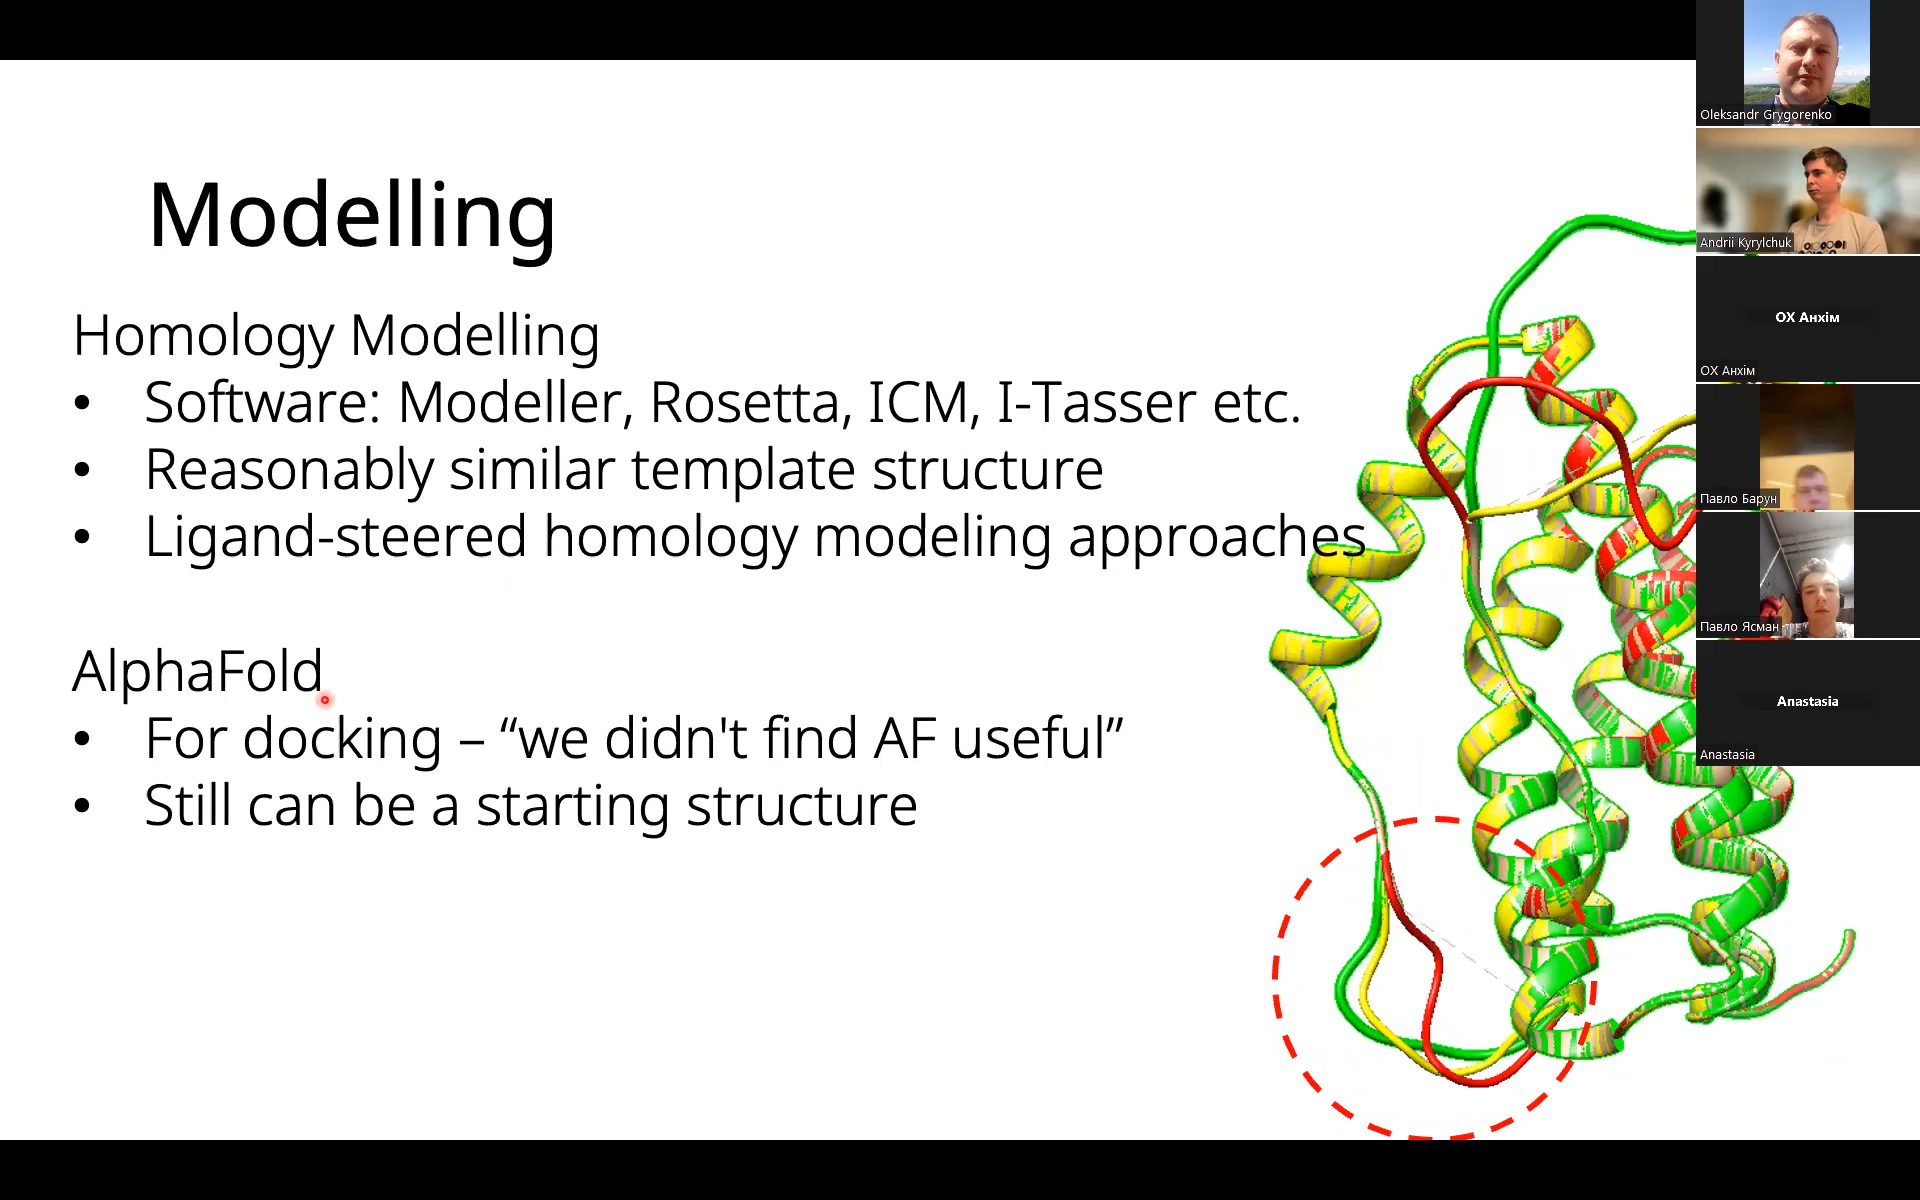 Modelling
Homology Modelling
• Software: Modeller, Rosetta, ICM, I-Tasser etc.
• Reasonably similar template structure
• Ligand-steered homology modeling approaches
AlphaFold
• For docking – “we didn't find AF useful”
• Still can be a starting structure
Oleksandr Grygorenko
Andrii Kyrylchuk
ОХ Анхім
ОХ Анхім
Павло Барун
Павло Ясман
Anastasia
Anastasia